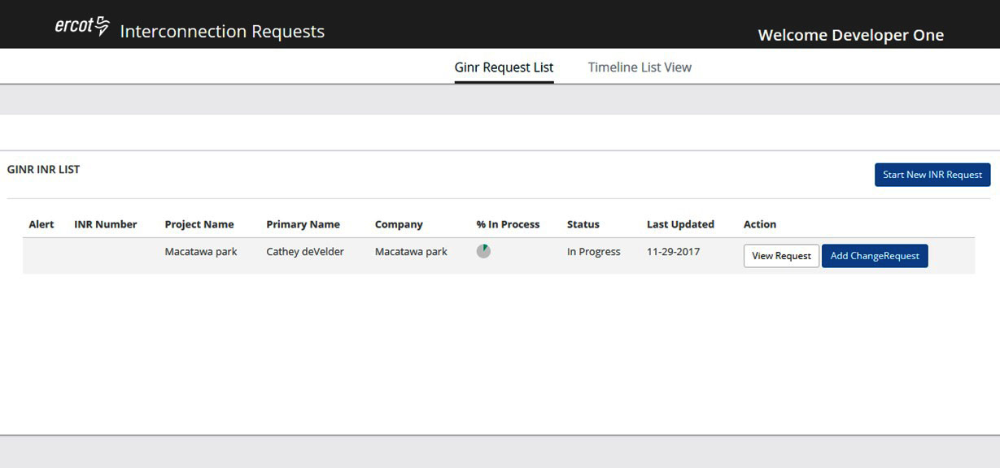 ercot Interconnection Requests Welcome Developer One
Ginr Request List Timeline List View
GINR INR LIST
Start New INR Request
Alert INR Number Project Name Primary Name Company % In Process Status Last Updated Action
Macatawa park Cathey deVelder Macatawa park In Progress 11-29-2017 View Request Add ChangeRequest